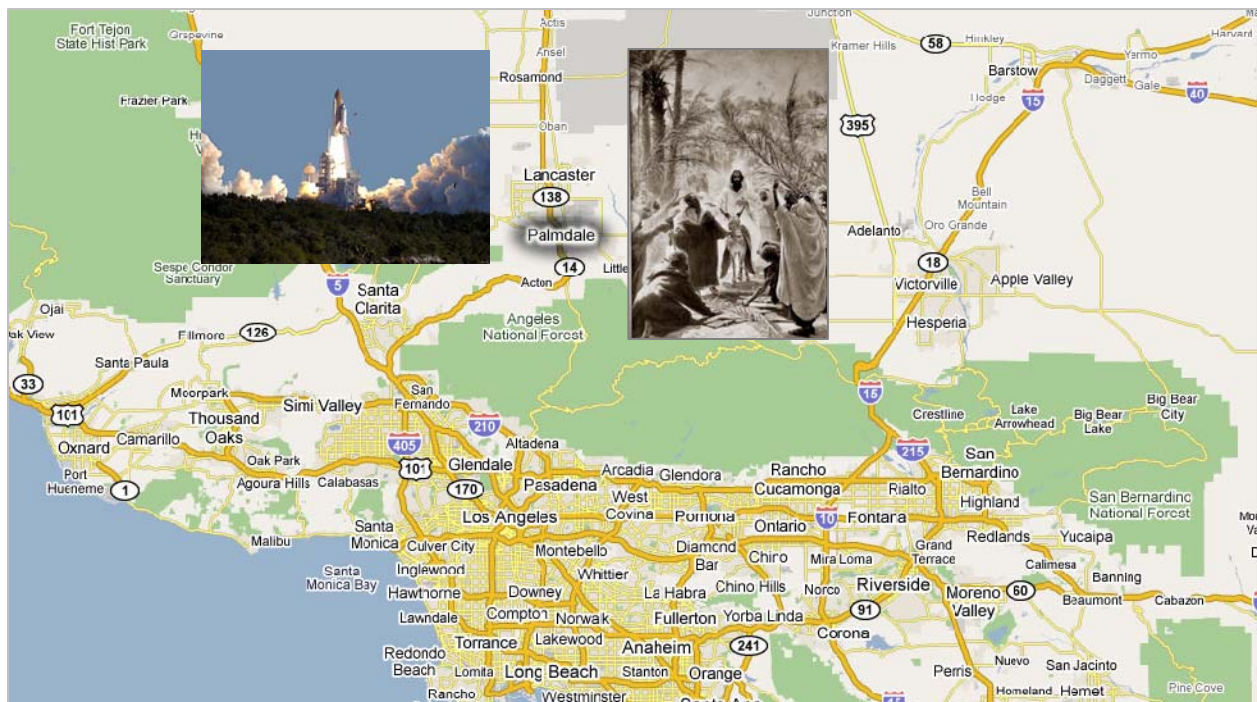 Fort Tejon
State Hist Park
Grapevine
Frazier Park
Actis
Ansel
Rosamond
Oban
Lancaster
138
Palmdale
14
Acton
Junction
Kramer Hills
58
Hinkley
Harvard
Yermo
Barstow
Daggett
Gale
Hodge
15
40
395
Bell
Mountain
Oro Grande
Adelanto
18
Victorville
Apple Valley
Hesperia
Sespe Condor
Sanctuary
5
Santa
Clarita
Angeles
National Forest
Ojai
Oak View
Fillmore
126
Santa Paula
33
101
Moorpark
Simi Valley
San
Fernando
210
405
Thousand
Oaks
Camarillo
Oxnard
Port
Hueneme
1
Oak Park
Agoura Hills
Calabasas
101
Glendale
170
Altadena
Pasadena
Arcadia
Glendora
Rancho
Cucamonga
15
215
Crestline
Lake
Arrowhead
Big Bear
Lake
Big Bear
City
San
Bernardino
Rialto
Highland
San Bernardino
National Forest
Malibu
Santa
Monica
Santa
Monica Bay
Los Angeles
West
Covina
Pomona
Ontario
10
Fontana
Redlands
Yucaipa
Culver City
Inglewood
Montebello
Diamond
Bar
Chino
Mira Loma
Grand
Terrace
Calimesa
Banning
Hawthorne
Downey
Whittier
La Habra
Chino Hills
Norco
Riverside
Moreno
Valley
60
Beaumont
Cabazon
Lawndale
Compton
Norwalk
Fullerton
Yorba Linda
91
Corona
Torrance
Lakewood
Anaheim
241
Redondo
Beach
Lomita
Long Beach
Stanton
Orange
Perris
Nuevo
San Jacinto
Homeland
Hemet
Pine Cove
Rancho
Westminster